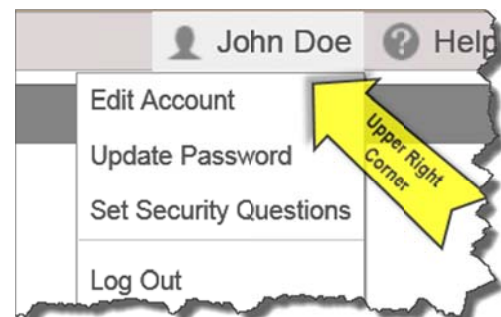 John Doe Help
Edit Account
Update Password
Set Security Questions
Log Out
Upper Right
Corner